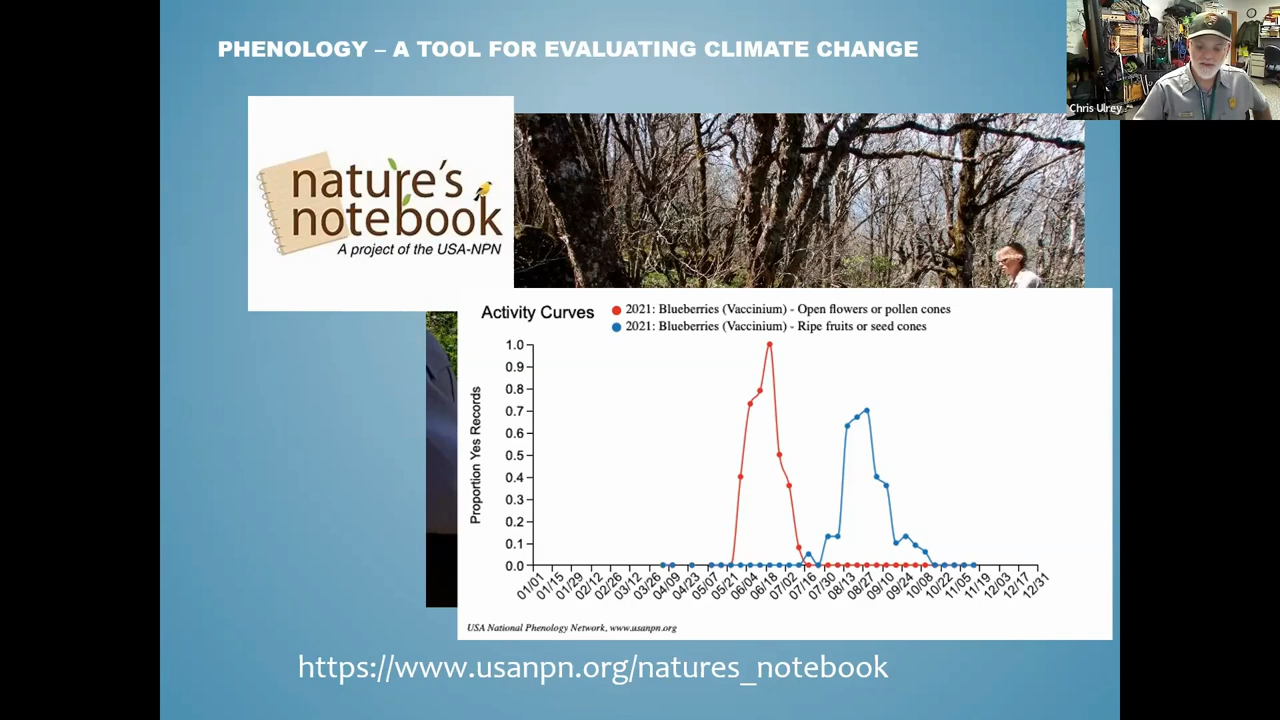 PHENOLOGY – A TOOL FOR EVALUATING CLIMATE CHANGE
Chris Ulrey
nature's
notebook
A project of the USA-NPN
Activity Curves
2021: Blueberries (Vaccinium) - Open flowers or pollen cones
2021: Blueberries (Vaccinium) - Ripe fruits or seed cones
Proportion Yes Records
1.0
0.9
0.8
0.7
0.6
0.5
0.4
0.3
0.2
0.1
0.0
01/01 01/15 01/29 02/12 02/26 03/12 03/26 04/09 04/23 05/07 05/21 06/04 06/18 07/02 07/16 07/30 08/13 08/27 09/10 09/24 10/08 10/22 11/05 11/19 12/03 12/17 12/31
USA National Phenology Network, www.usanpn.org
https://www.usanpn.org/natures_notebook